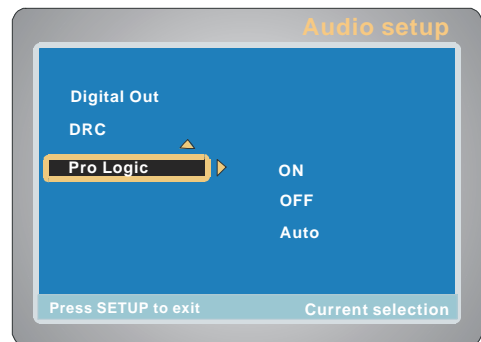 Audio setup
Digital Out
DRC
Pro Logic
ON
OFF
Auto
Press SETUP to exit
Current selection